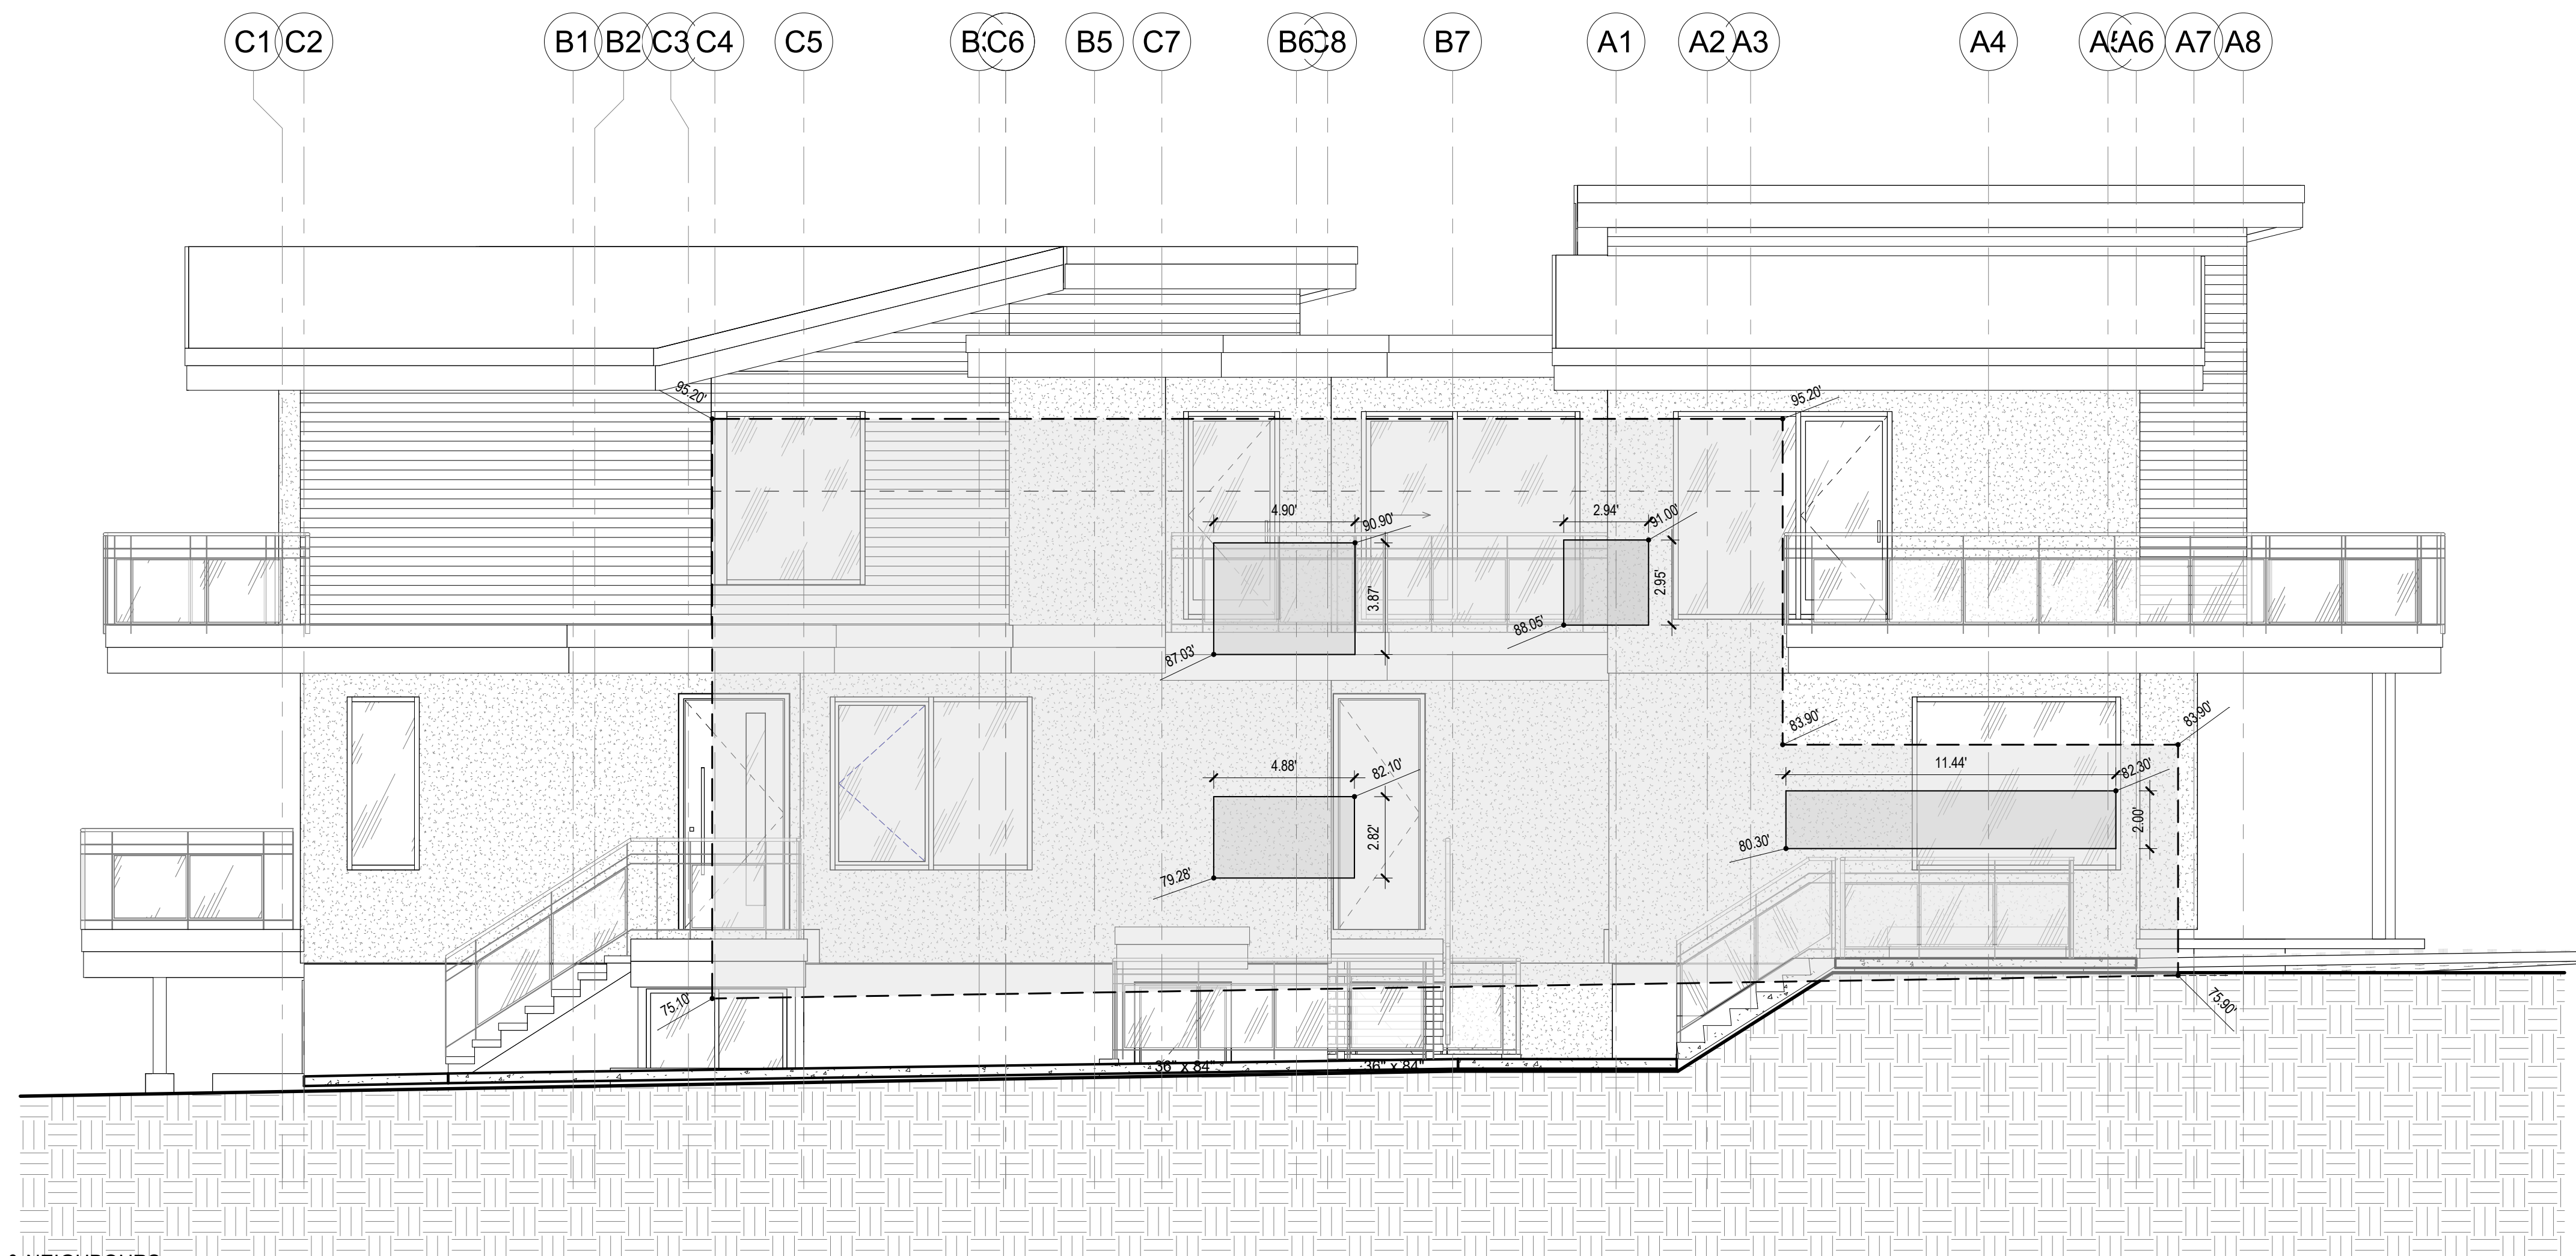 C1 C2 B1 B2 C3 C4 C5 C6 B5 C7 B6 C8 B7 A1 A2 A3 A4 A6 A7 A8
95.20' 95.20'
4.90' 90.90' 2.94' 91.00'
3.87' 2.95'
87.03' 88.05'
83.90' 83.90'
4.88' 82.10' 11.44' 82.30'
2.82' 2.00'
79.28' 80.30'
75.10' 75.90'
36" x 84" 36" x 84"